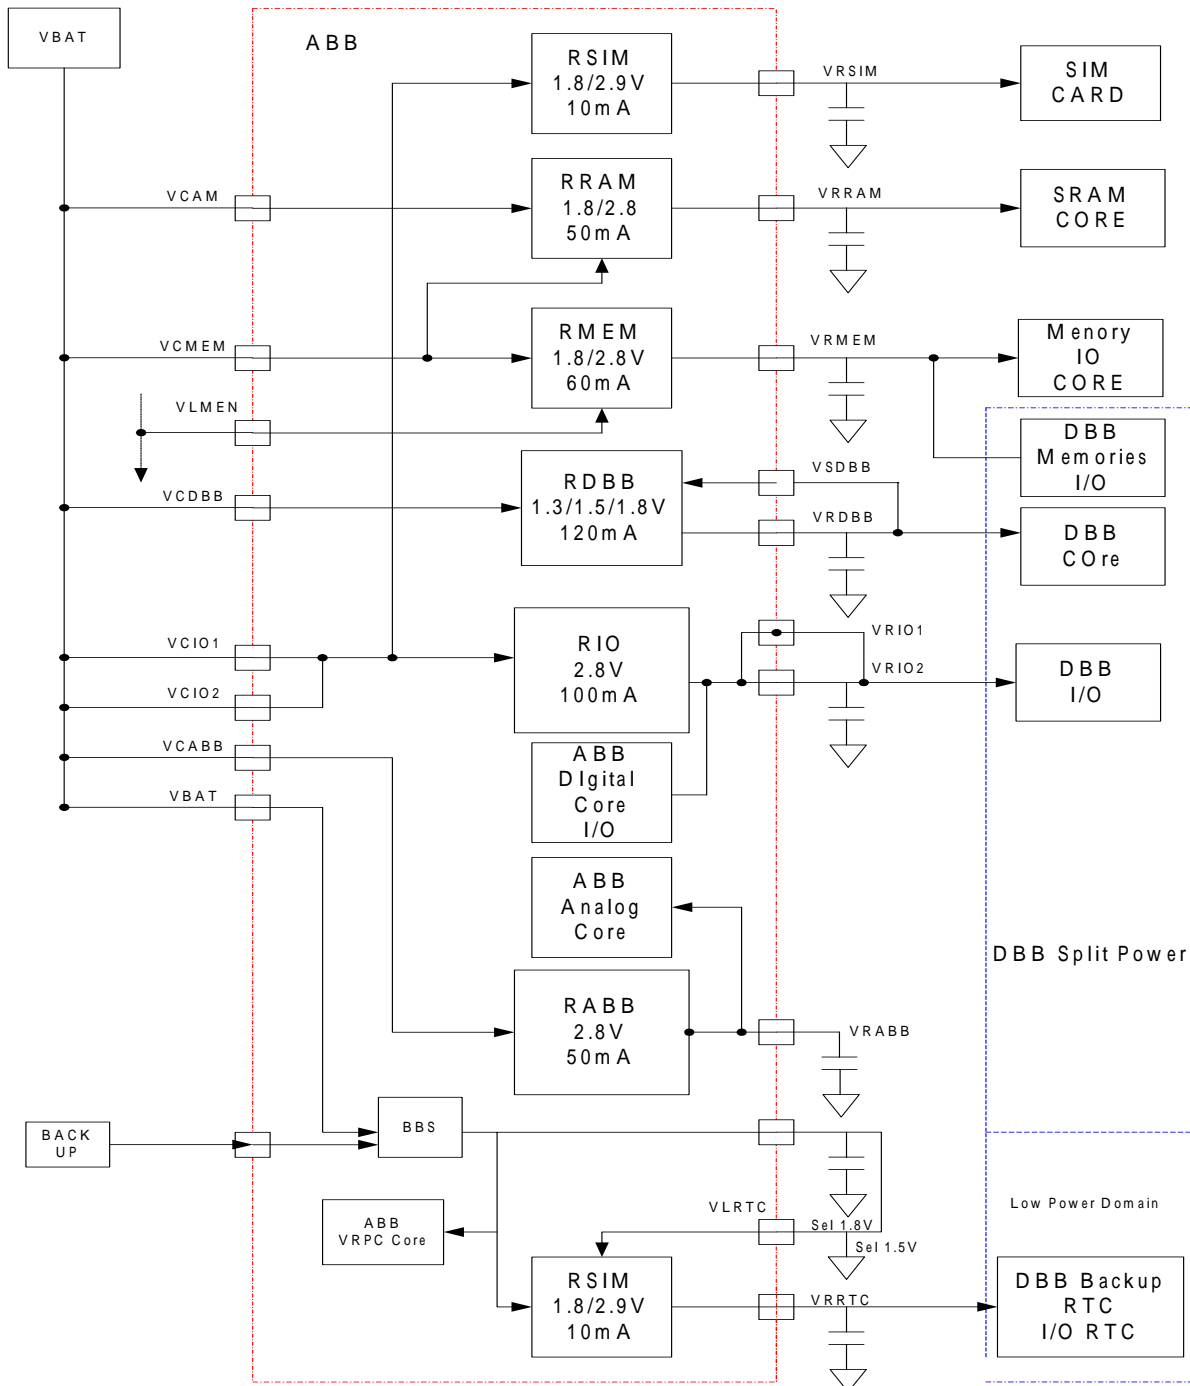 VBAT
ABB
RSIM
1.8/2.9V
10mA
VRSIM
SIM
CARD
VCAM
RRAM
1.8/2.8
50mA
VRRAM
SRAM
CORE
VCMEM
RMEM
1.8/2.8V
60mA
VRMEM
Menory
IO
CORE
VLMEN
DBB
Memories
I/O
VCDBB
RDBB
1.3/1.5/1.8V
120mA
VSDBB
VRDBB
DBB
COre
VCIO1
VCIO2
RIO
2.8V
100mA
VRIO1
VRIO2
DBB
I/O
VCABB
VBAT
ABB
DIgital
Core
I/O
ABB
Analog
Core
DBB Split Power
RABB
2.8V
50mA
VRABB
BACK
UP
BBS
ABB
VRPC Core
VLRTC
Sel 1.8V
Sel 1.5V
Low Power Domain
RSIM
1.8/2.9V
10mA
VRRTC
DBB Backup
RTC
I/O RTC